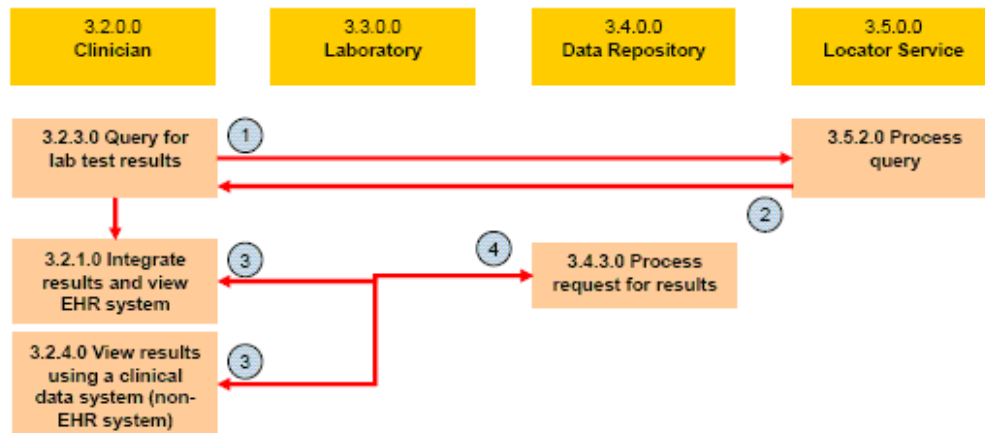 3.2.0.0
Clinician
3.3.0.0
Laboratory
3.4.0.0
Data Repository
3.5.0.0
Locator Service
3.2.3.0 Query for
lab test results
1
3.5.2.0 Process
query
2
3.2.1.0 Integrate
results and view
EHR system
3
4
3.4.3.0 Process
request for results
3.2.4.0 View results
using a clinical
data system (non-
EHR system)
3